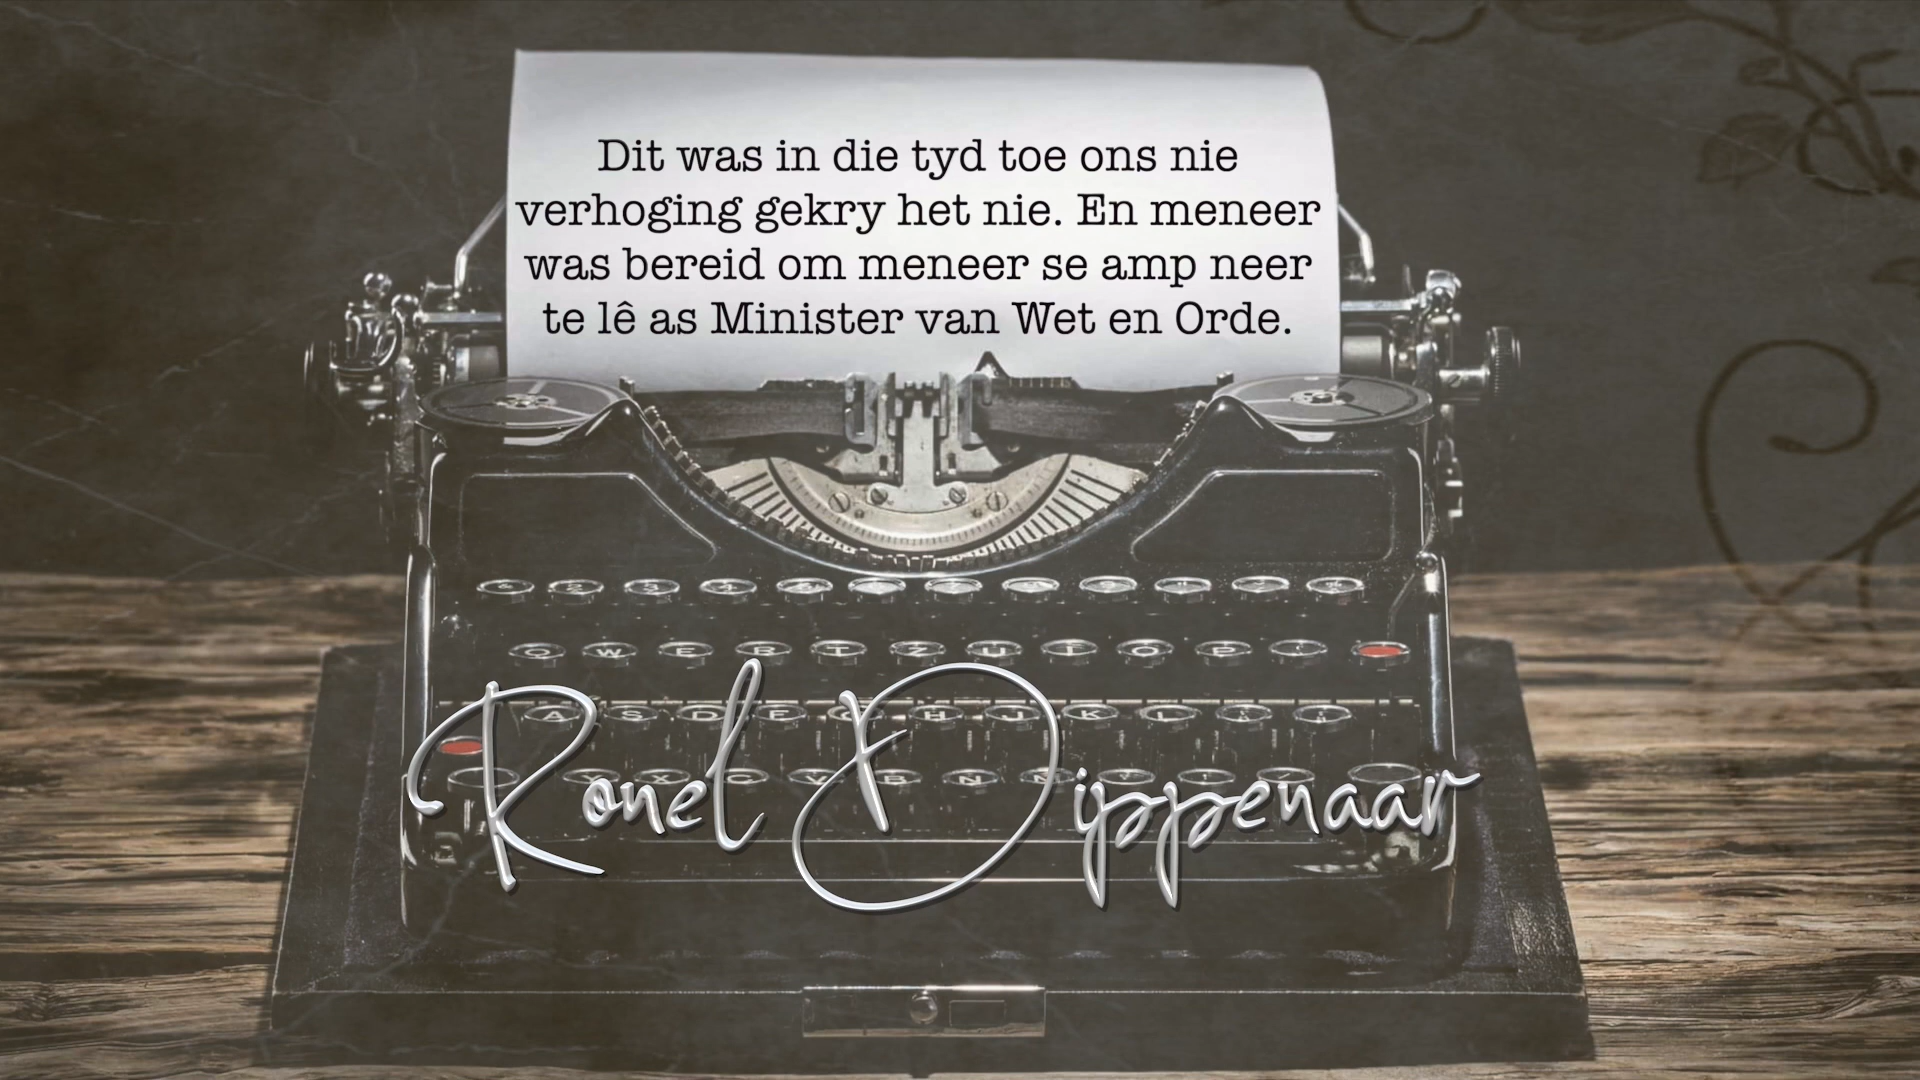 Dit was in die tyd toe ons nie
verhoging gekry het nie. En meneer
was bereid om meneer se amp neer
te lê as Minister van Wet en Orde.
Q W E R T Z U I O P
A S D F G H J K L
Y X C V B N M
Ronel Dippenaar